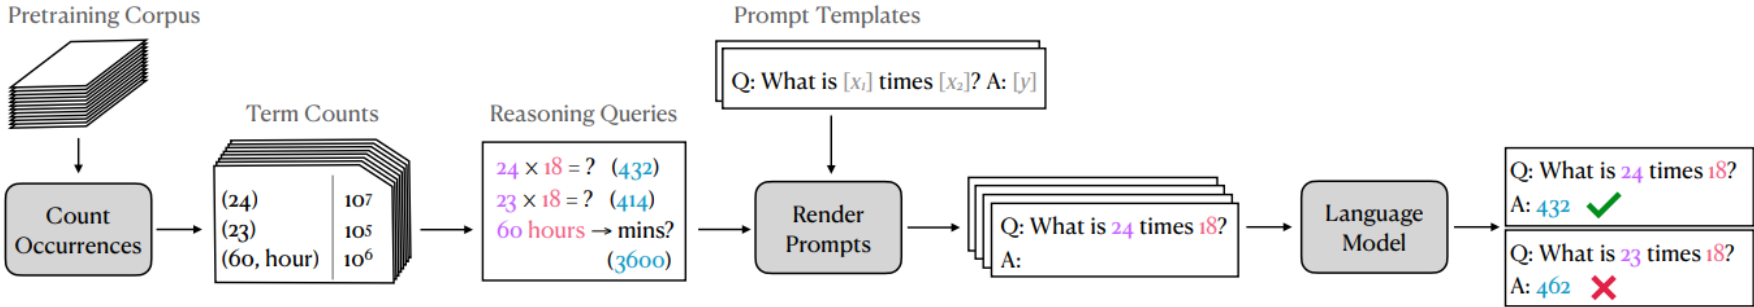 Pretraining Corpus
Count
Occurrences
Term Counts
(24) 10⁷
(23) 10⁵
(60, hour) 10⁶
Reasoning Queries
24 × 18 = ? (432)
23 × 18 = ? (414)
60 hours → mins?
(3600)
Prompt Templates
Q: What is [x₁] times [x₂]? A: [y]
Render
Prompts
Q: What is 24 times 18?
A:
Language
Model
Q: What is 24 times 18?
A: 432 ✓
Q: What is 23 times 18?
A: 462 ✗